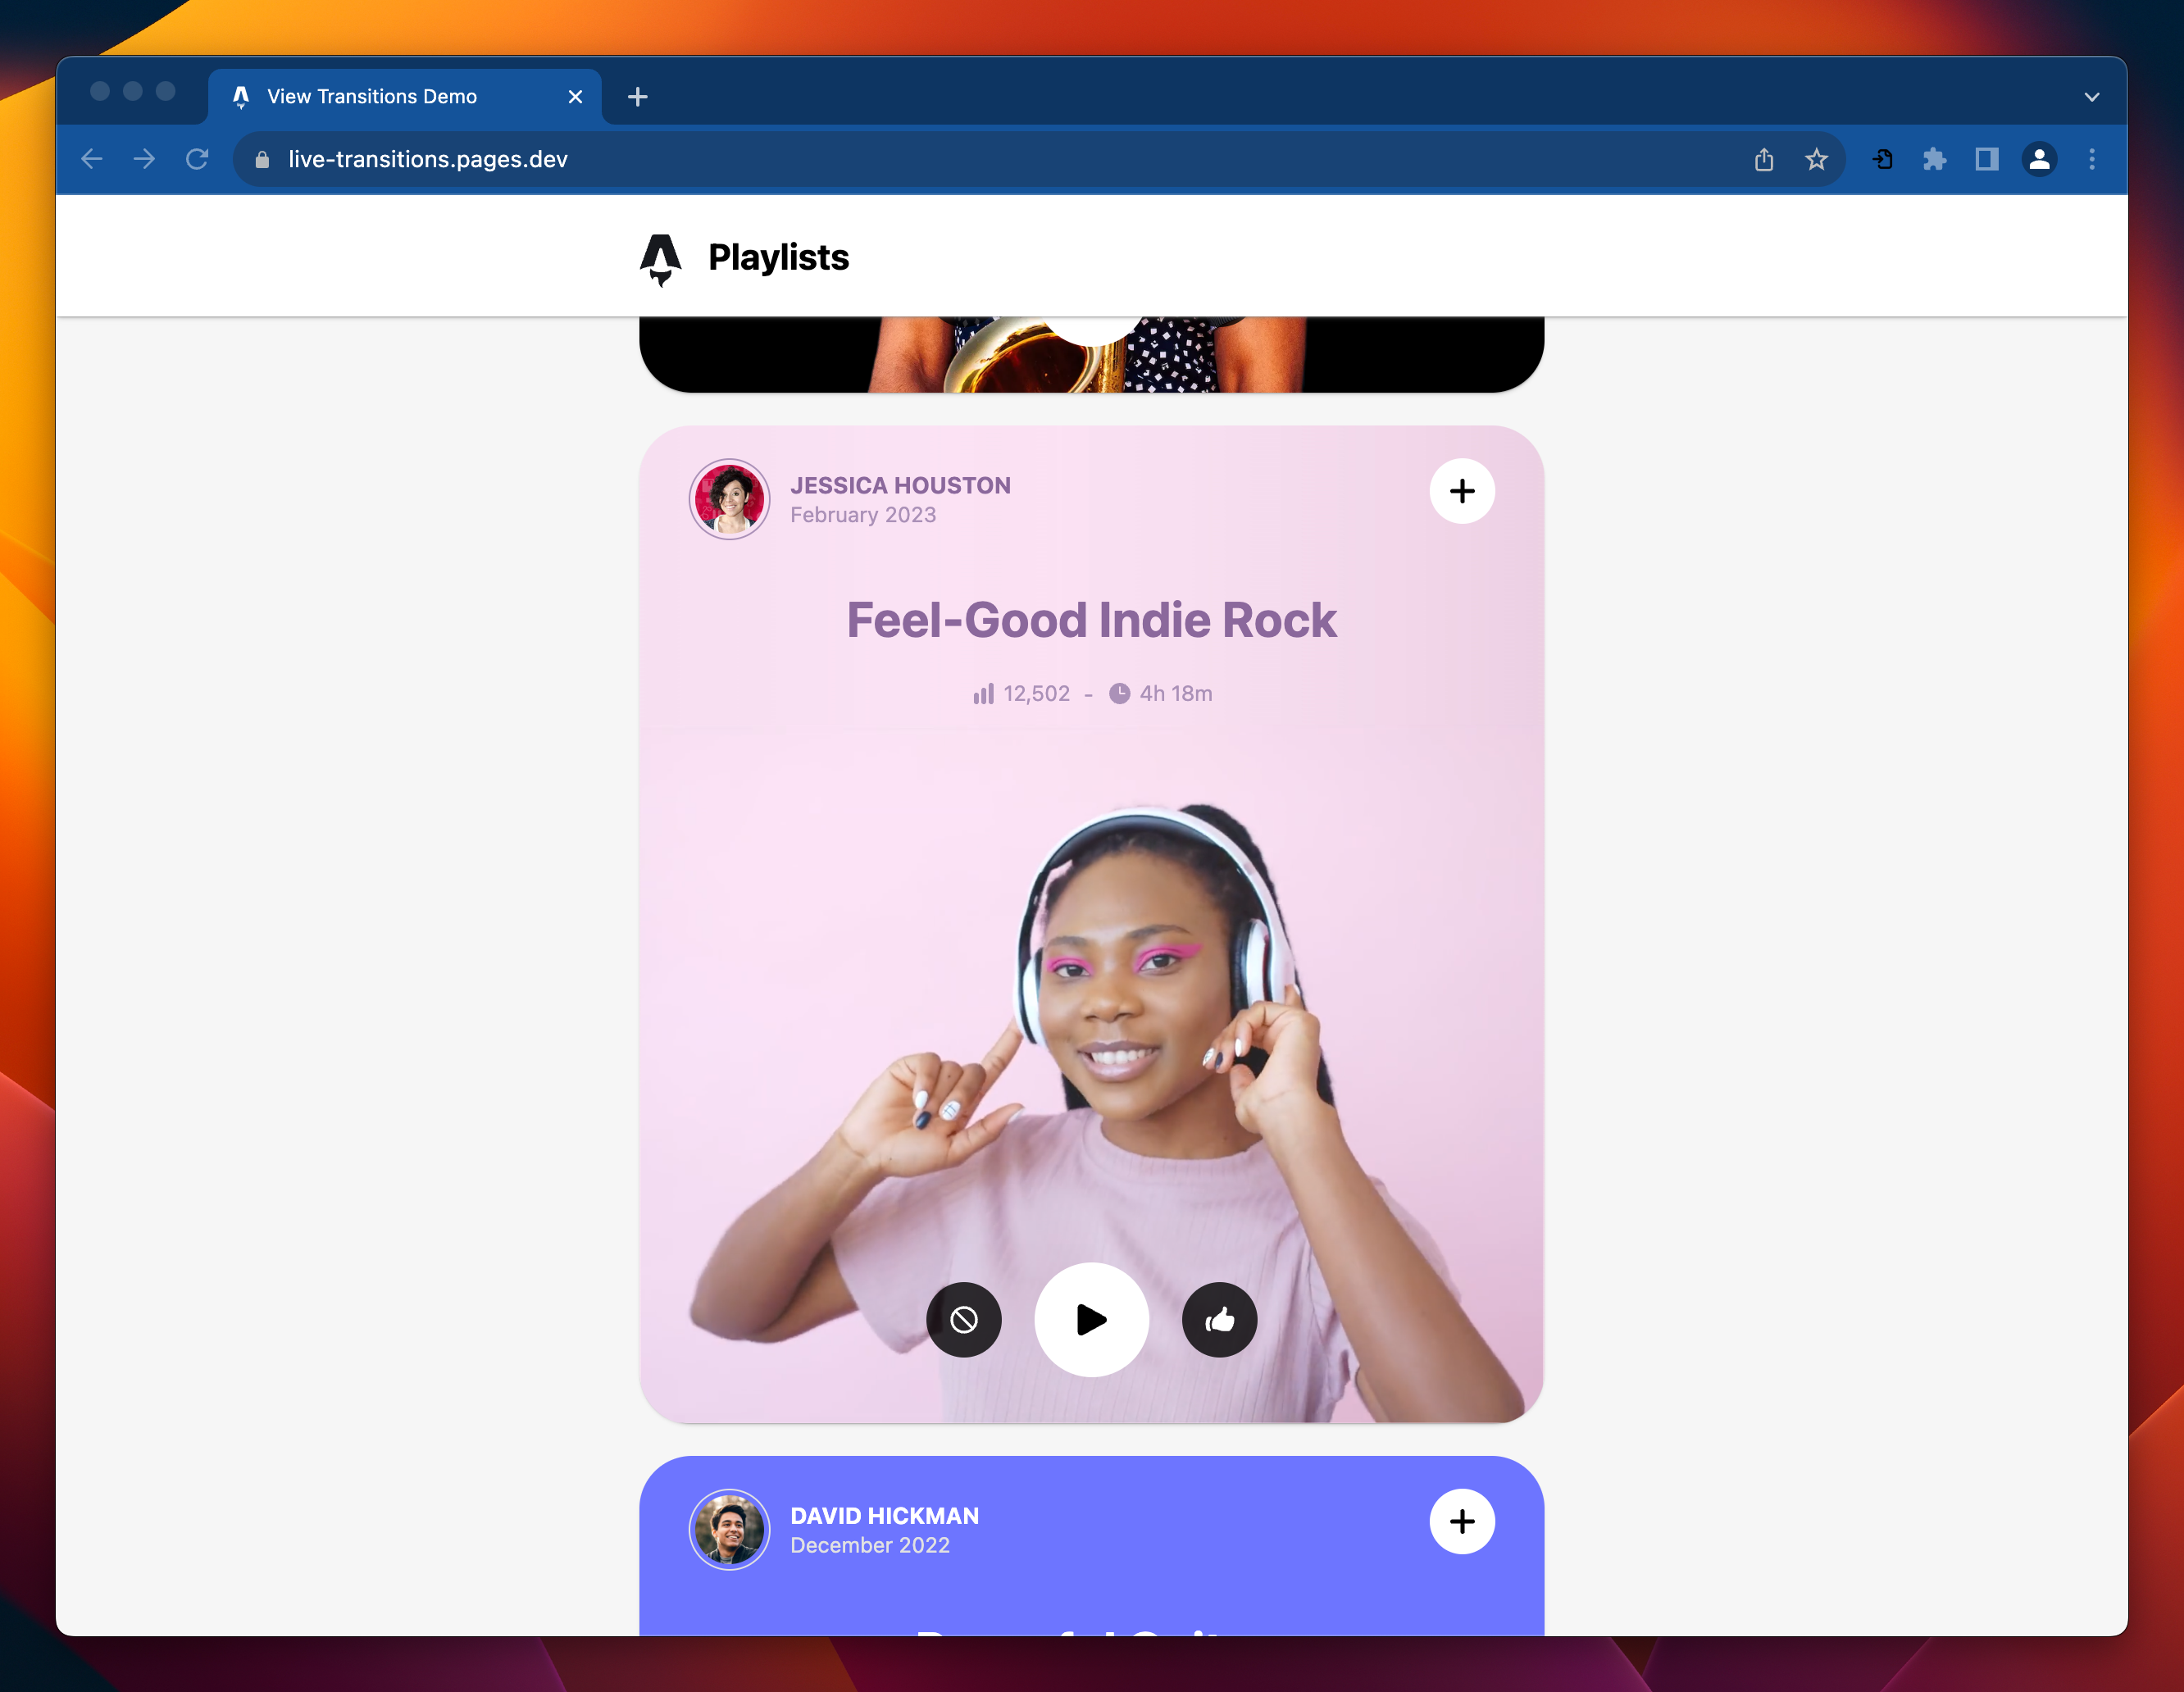 View Transitions Demo
live-transitions.pages.dev
Playlists
JESSICA HOUSTON
February 2023
Feel-Good Indie Rock
12,502 - 4h 18m
DAVID HICKMAN
December 2022